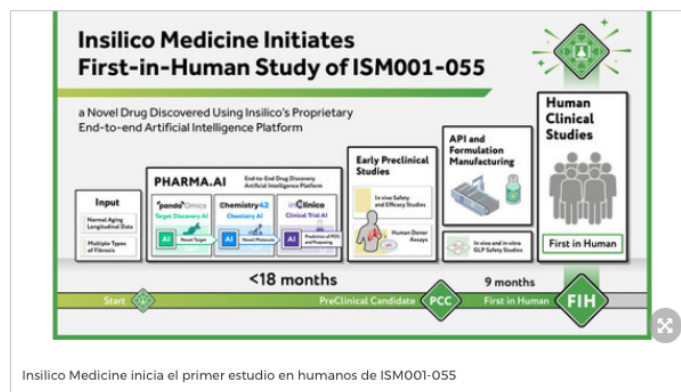 Insilico Medicine Initiates
First-in-Human Study of ISM001-055
a Novel Drug Discovered Using Insilico's Proprietary
End-to-end Artificial Intelligence Platform
Input
Normal Aging
Longitudinal Data
Multiple Types
of Fibrosis
PHARMA.AI
End-to-End Drug Discovery
Artificial Intelligence Platform
PandaOmics
Target Discovery AI
AI
Novel Target
Chemistry42
Chemistry AI
AI
Novel Molecule
inClinico
Clinical Trial AI
AI
Prediction of POS
Early Preclinical
Studies
In vivo Safety
and Efficacy Studies
Human Donor
Assays
API and
Formulation
Manufacturing
In vivo and in vitro
GLP Safety Studies
Human
Clinical
Studies
First in Human
<18 months
9 months
Start
PreClinical Candidate
PCC
First in Human
FIH
Insilico Medicine inicia el primer estudio en humanos de ISM001-055